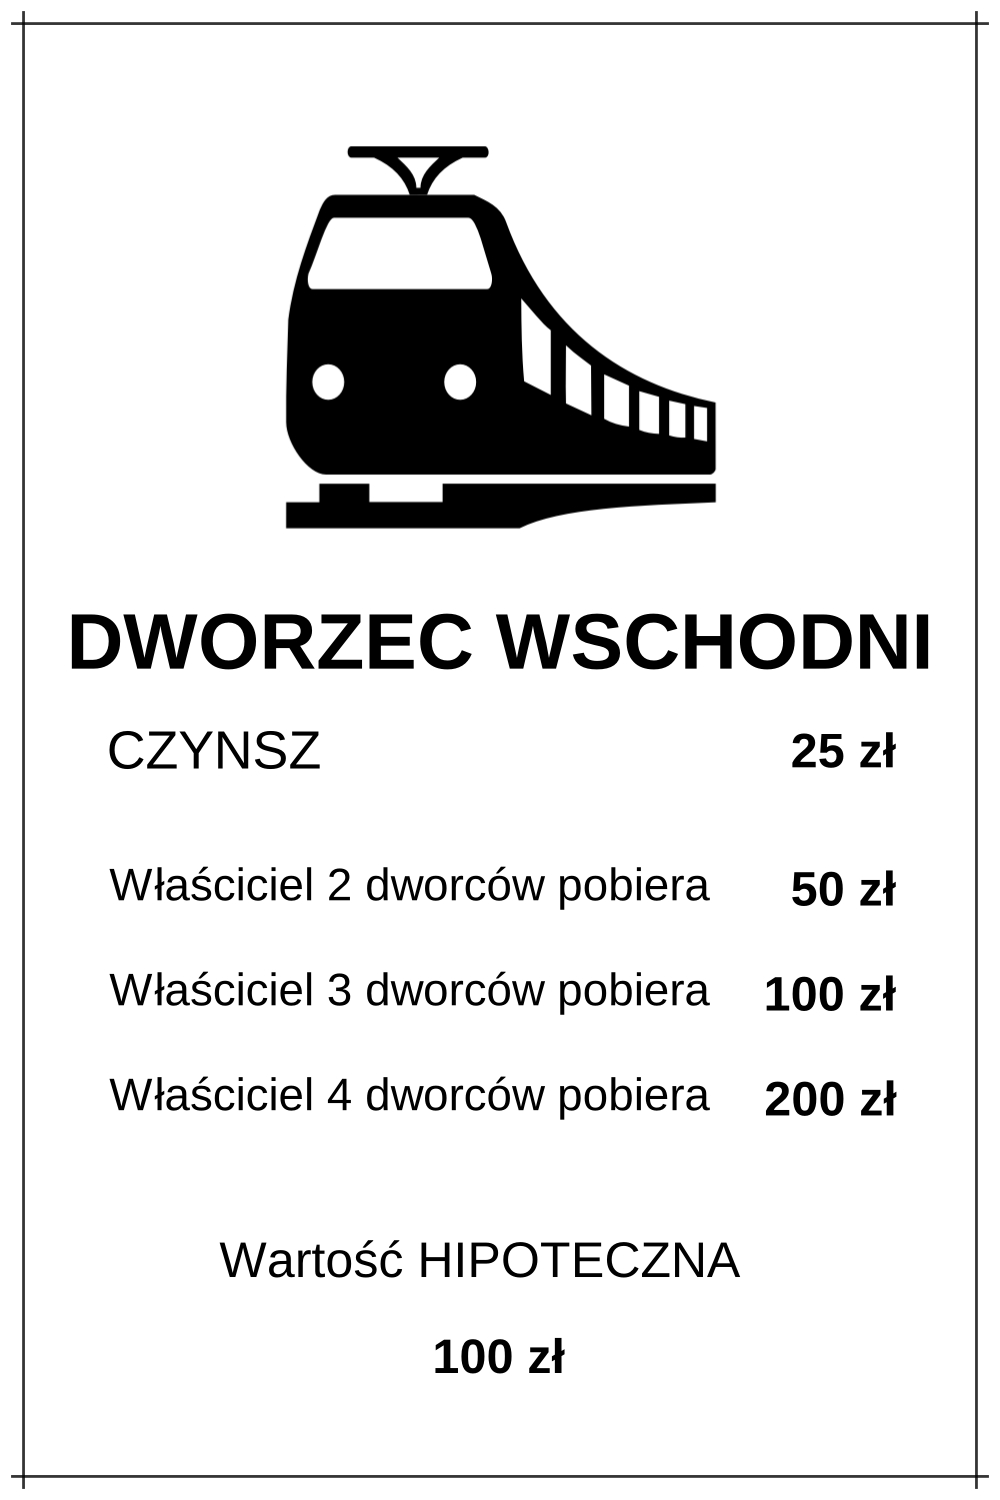 DWORZEC WSCHODNI
CZYNSZ 25 zł
Właściciel 2 dworców pobiera 50 zł
Właściciel 3 dworców pobiera 100 zł
Właściciel 4 dworców pobiera 200 zł
Wartość HIPOTECZNA
100 zł